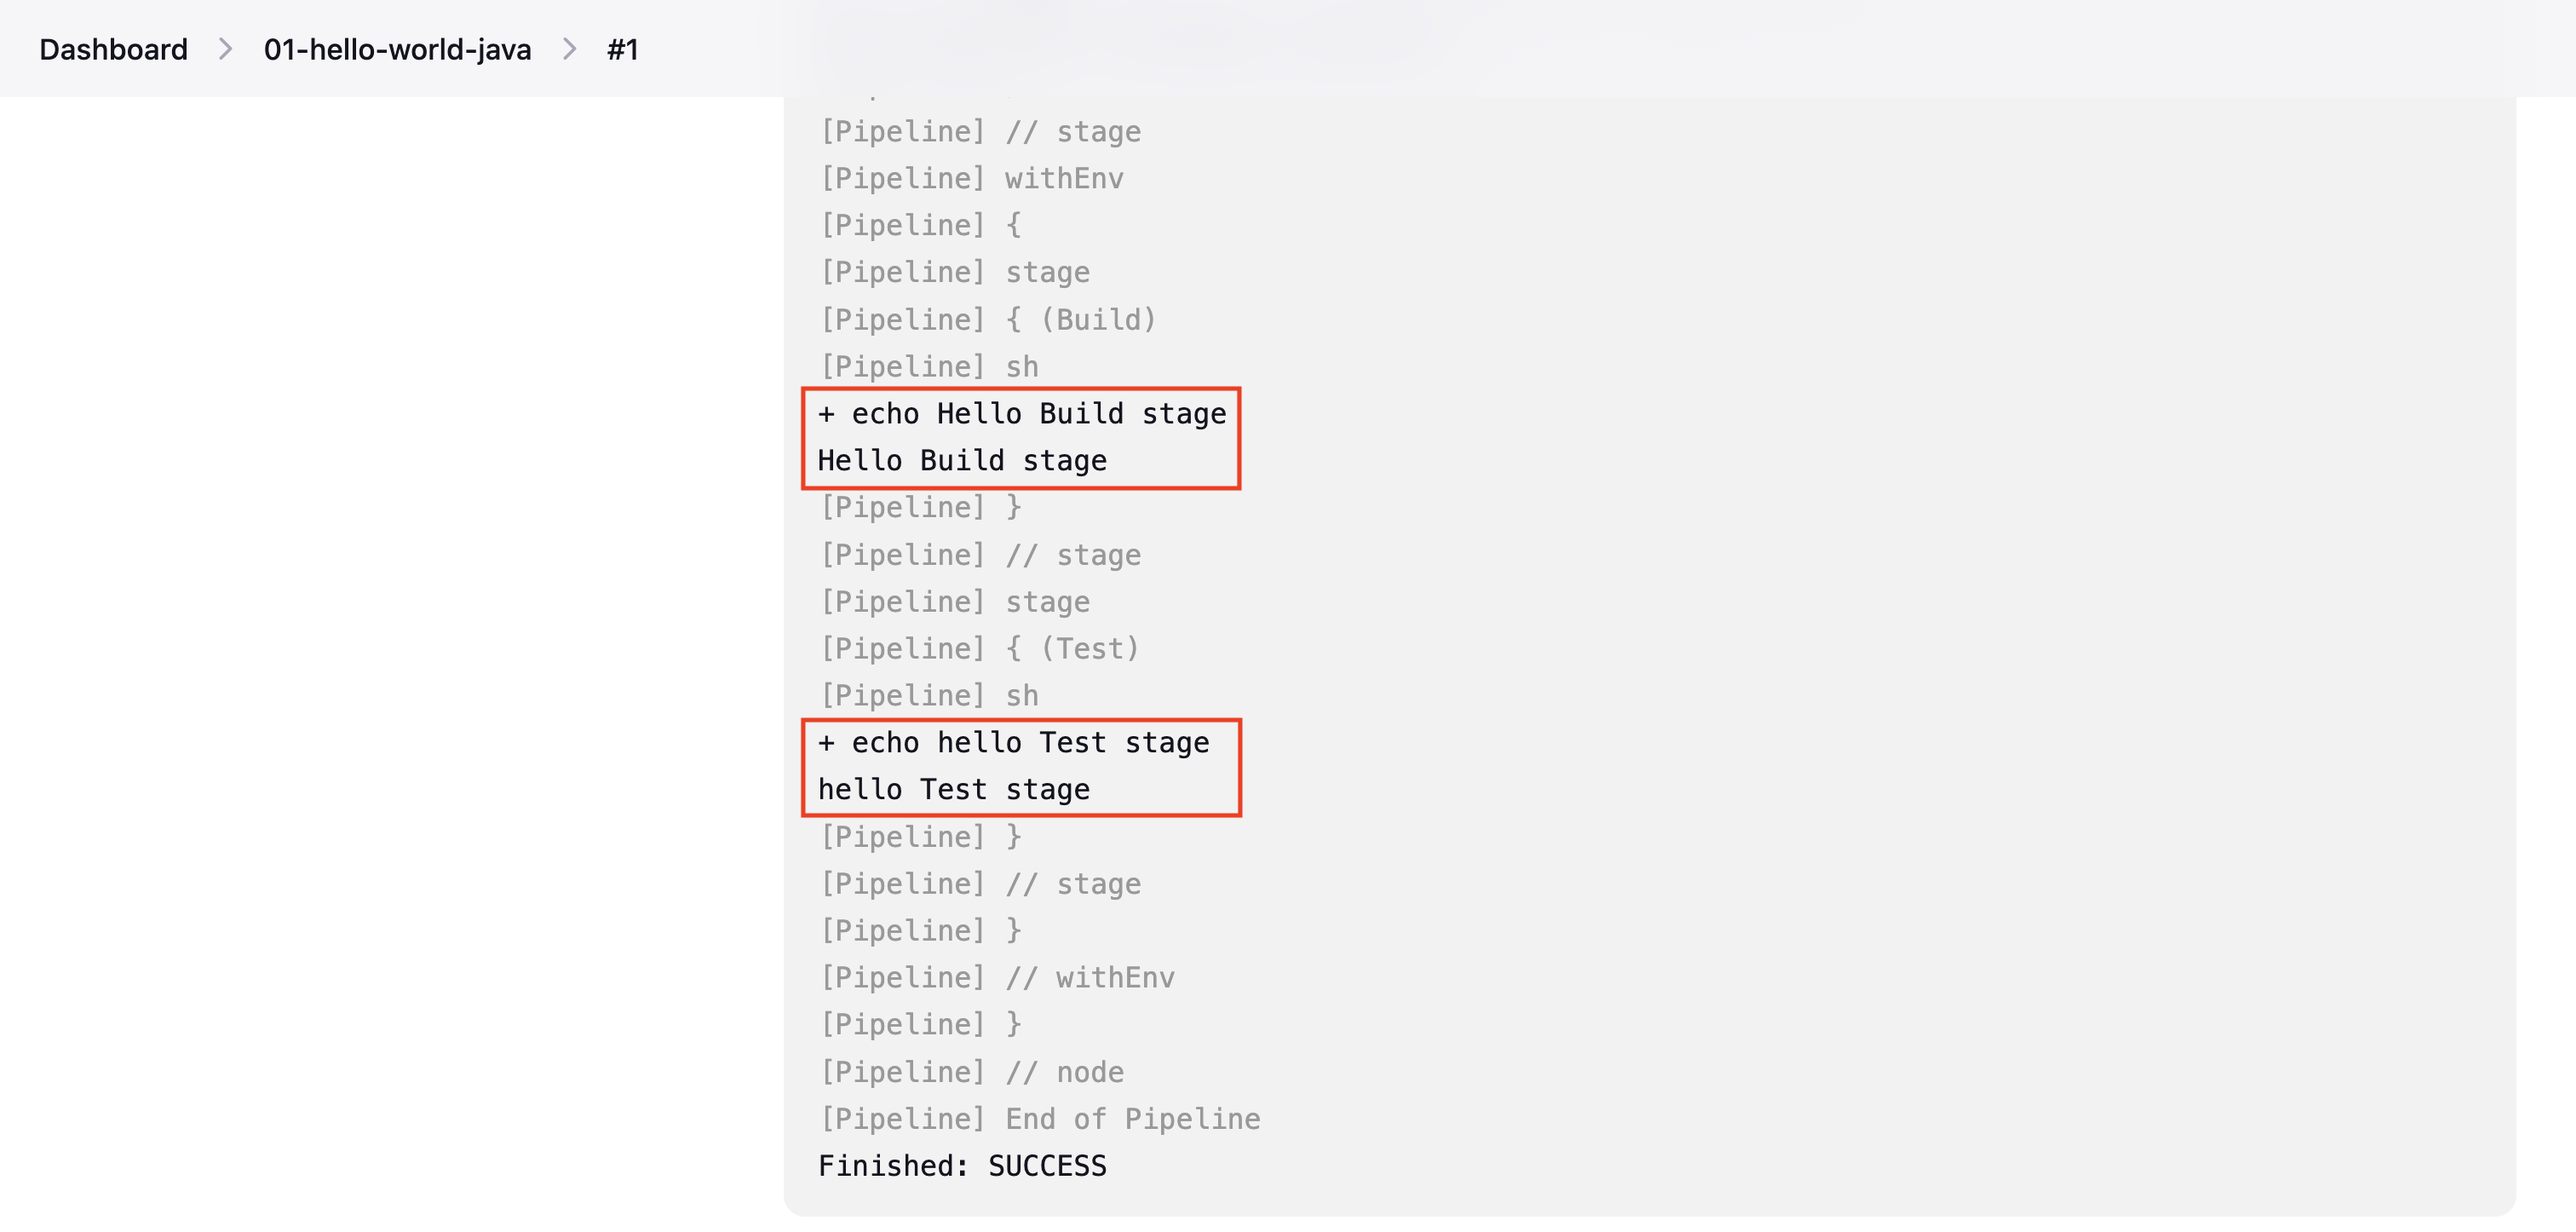 Dashboard > 01-hello-world-java > #1
[Pipeline] // stage
[Pipeline] withEnv
[Pipeline] {
[Pipeline] stage
[Pipeline] { (Build)
[Pipeline] sh
+ echo Hello Build stage
Hello Build stage
[Pipeline] }
[Pipeline] // stage
[Pipeline] stage
[Pipeline] { (Test)
[Pipeline] sh
+ echo hello Test stage
hello Test stage
[Pipeline] }
[Pipeline] // stage
[Pipeline] }
[Pipeline] // withEnv
[Pipeline] }
[Pipeline] // node
[Pipeline] End of Pipeline
Finished: SUCCESS